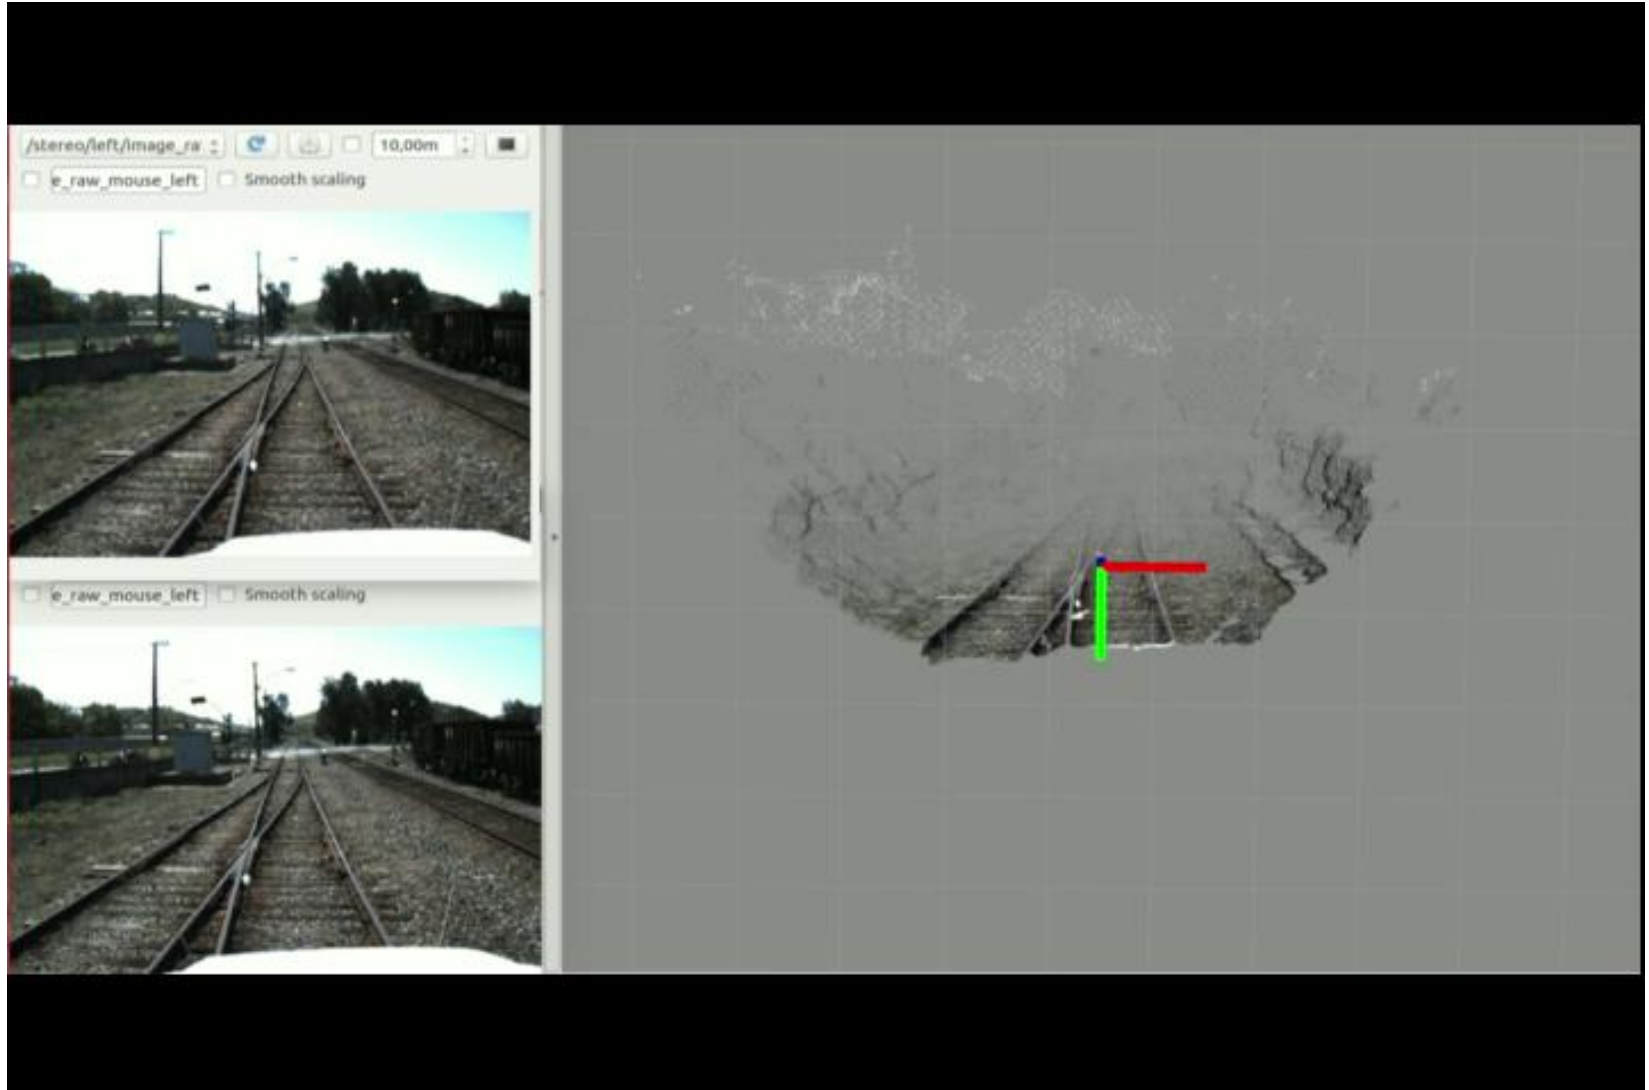 /stereo/left/image_ra 10,00m
e_raw_mouse_left Smooth scaling
e_raw_mouse_left Smooth scaling